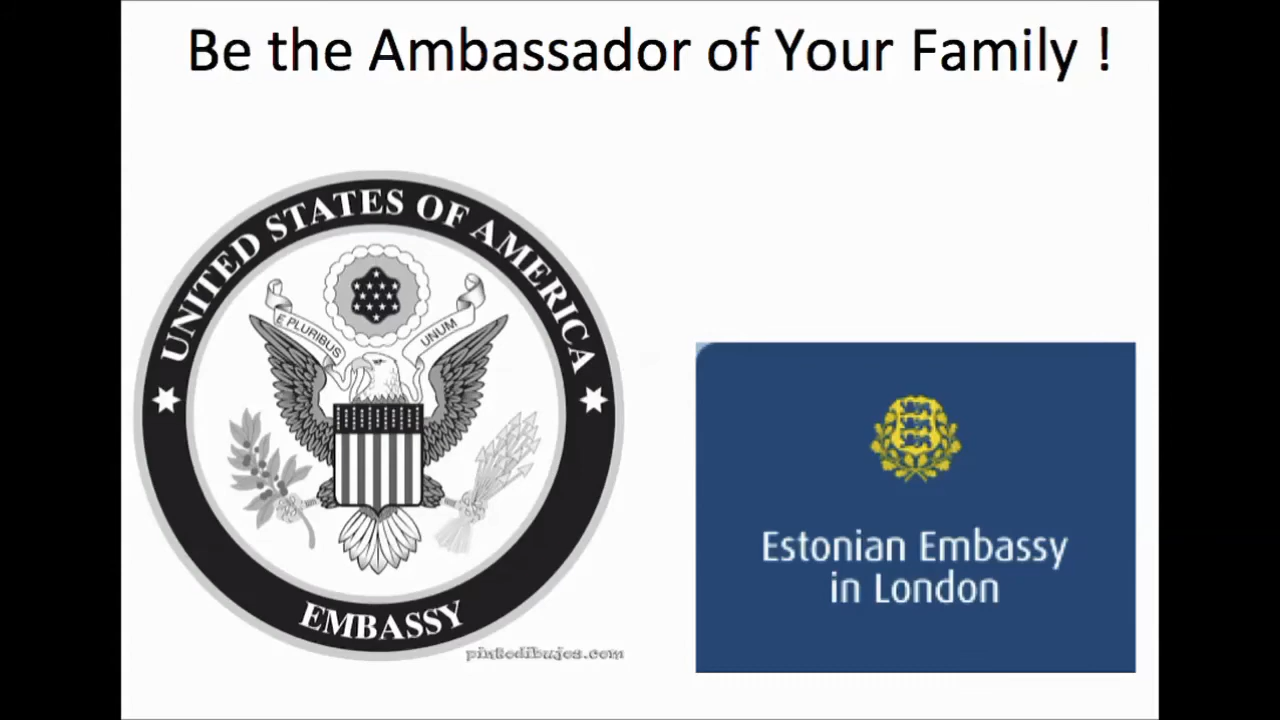 Be the Ambassador of Your Family !
UNITED STATES OF AMERICA
E PLURIBUS UNUM
EMBASSY
pintodibujos.com
Estonian Embassy
in London